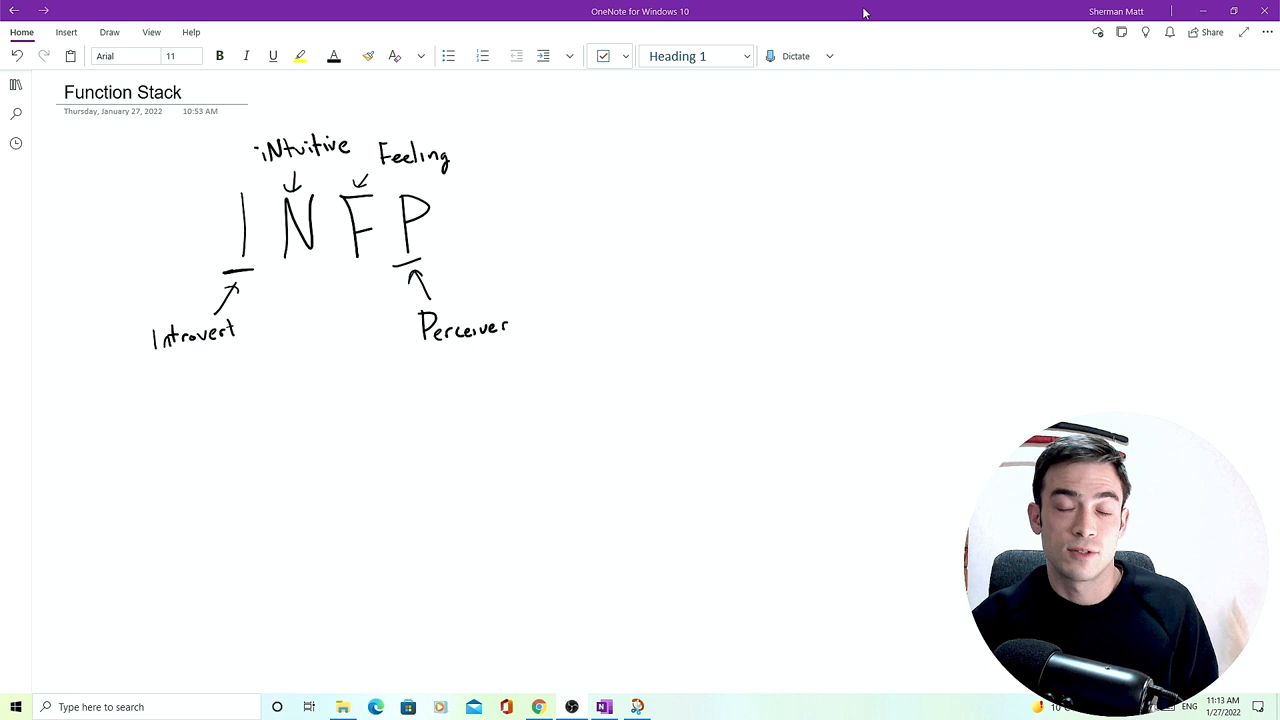 OneNote for Windows 10
Sherman Matt
Home Insert Draw View Help
Share
Arial 11 B I U A Heading 1 Dictate
Function Stack
Thursday, January 27, 2022 10:53 AM
iNtuitive Feeling
I N F P
Introvert Perceiver
Type here to search
ENG
11:13 AM
1/27/2022